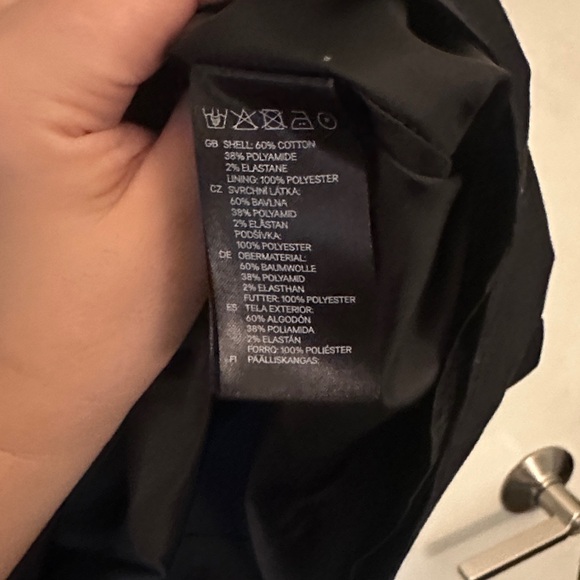 GB SHELL: 60% COTTON
38% POLYAMIDE
2% ELASTANE
LINING: 100% POLYESTER
CZ SVRCHNÍ LÁTKA:
60% BAVLNA
38% POLYAMID
2% ELASTAN
PODŠÍVKA:
100% POLYESTER
DE OBERMATERIAL:
60% BAUMWOLLE
38% POLYAMID
2% ELASTHAN
FUTTER: 100% POLYESTER
ES TELA EXTERIOR:
60% ALGODÓN
38% POLIAMIDA
2% ELASTÁN
FORRO: 100% POLIÉSTER
FI PÄÄLLISKANGAS: